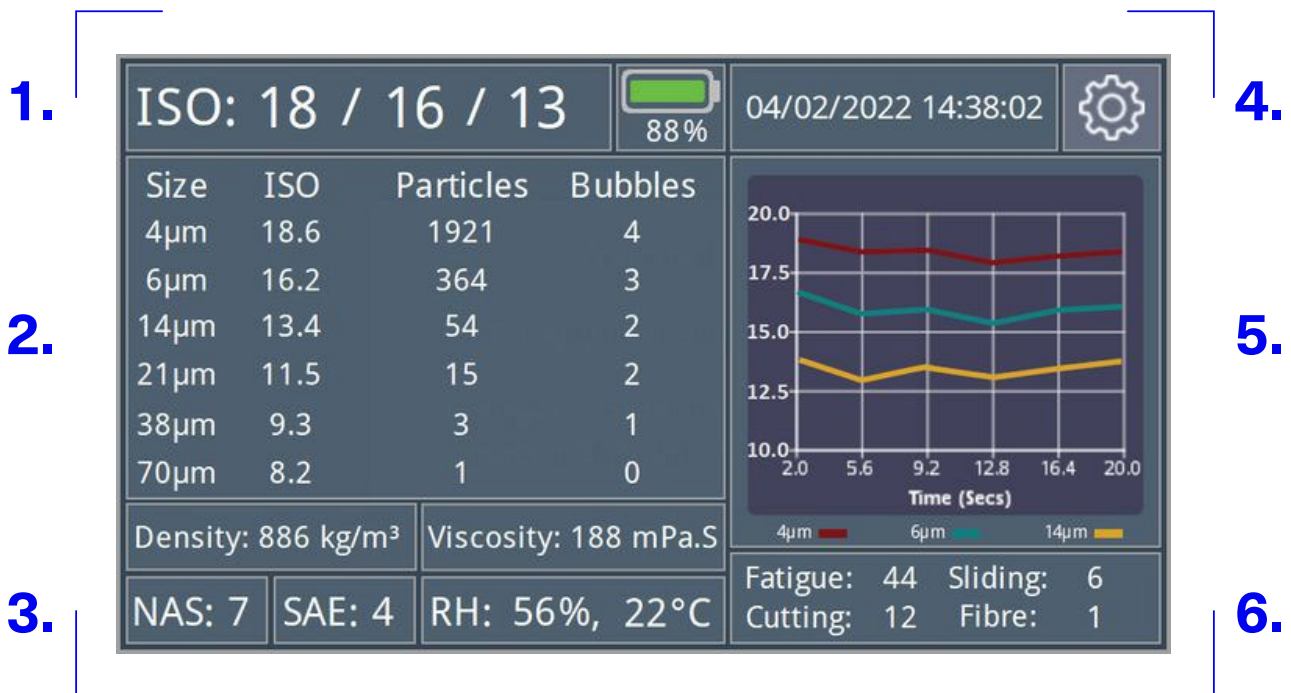 1.
ISO: 18 / 16 / 13
88%
04/02/2022 14:38:02
4.
2.
Size ISO Particles Bubbles
4µm 18.6 1921 4
6µm 16.2 364 3
14µm 13.4 54 2
21µm 11.5 15 2
38µm 9.3 3 1
70µm 8.2 1 0
20.0
17.5
15.0
12.5
10.0
2.0 5.6 9.2 12.8 16.4 20.0
Time (Secs)
4µm 6µm 14µm
5.
Density: 886 kg/m³ Viscosity: 188 mPa.S
3.
NAS: 7 SAE: 4 RH: 56%, 22°C
Fatigue: 44 Sliding: 6
Cutting: 12 Fibre: 1
6.